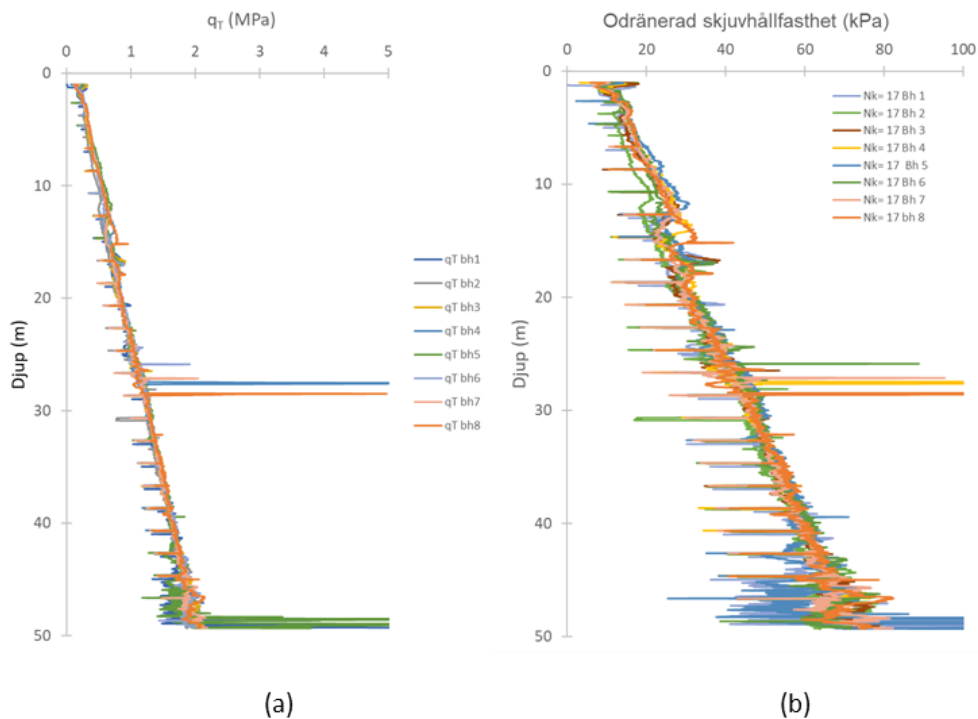 qT (MPa)
0 1 2 3 4 5
0
10
20
30
40
50
Djup (m)
qT bh1
qT bh2
qT bh3
qT bh4
qT bh5
qT bh6
qT bh7
qT bh8
(a)
Odränerad skjuvhållfasthet (kPa)
0 20 40 60 80 100
0
10
20
30
40
50
Djup (m)
Nk= 17 Bh 1
Nk= 17 Bh 2
Nk= 17 Bh 3
Nk= 17 Bh 4
Nk= 17 Bh 5
Nk= 17 Bh 6
Nk= 17 Bh 7
Nk= 17 bh 8
(b)